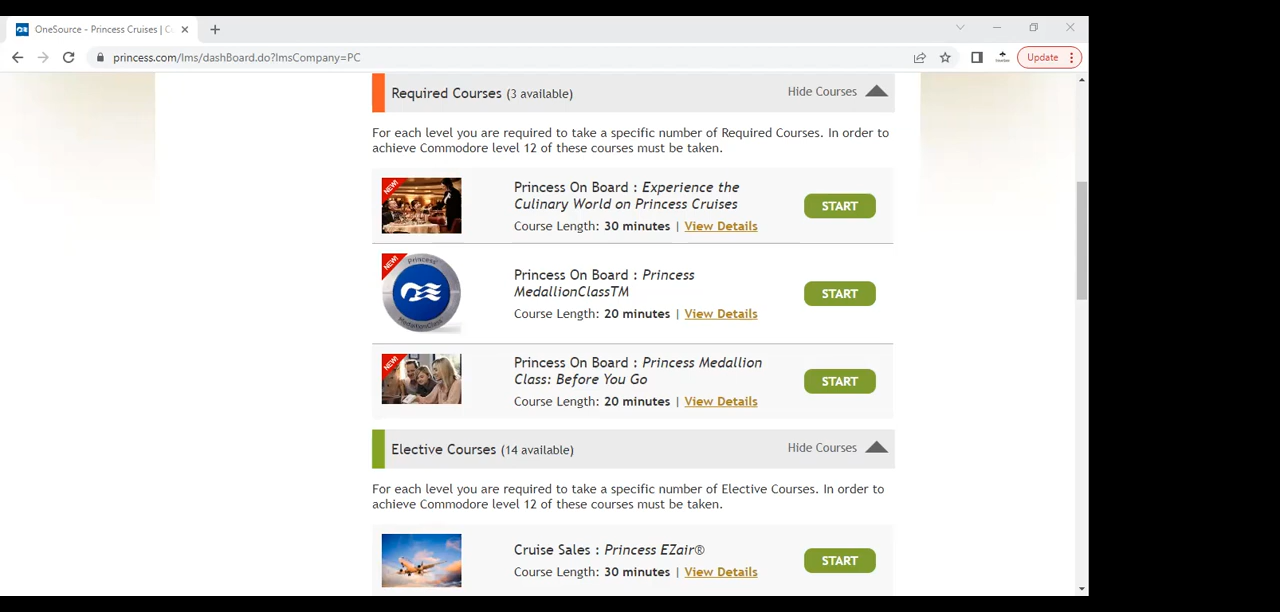 OneSource - Princess Cruises | C
princess.com/lms/dashBoard.do?lmsCompany=PC
Update
Required Courses (3 available)
Hide Courses
For each level you are required to take a specific number of Required Courses. In order to
achieve Commodore level 12 of these courses must be taken.
NEW!
Princess On Board : Experience the
Culinary World on Princess Cruises
START
Course Length: 30 minutes | View Details
NEW!
Princess
Princess On Board : Princess
MedallionClassTM
START
Course Length: 20 minutes | View Details
MedallionClass
NEW!
Princess On Board : Princess Medallion
Class: Before You Go
START
Course Length: 20 minutes | View Details
Elective Courses (14 available)
Hide Courses
For each level you are required to take a specific number of Elective Courses. In order to
achieve Commodore level 12 of these courses must be taken.
Cruise Sales : Princess EZair®
START
Course Length: 30 minutes | View Details